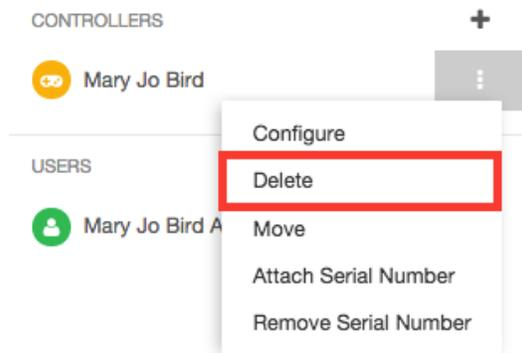 CONTROLLERS +
Mary Jo Bird
Configure
USERS
Delete
Mary Jo Bird A
Move
Attach Serial Number
Remove Serial Number